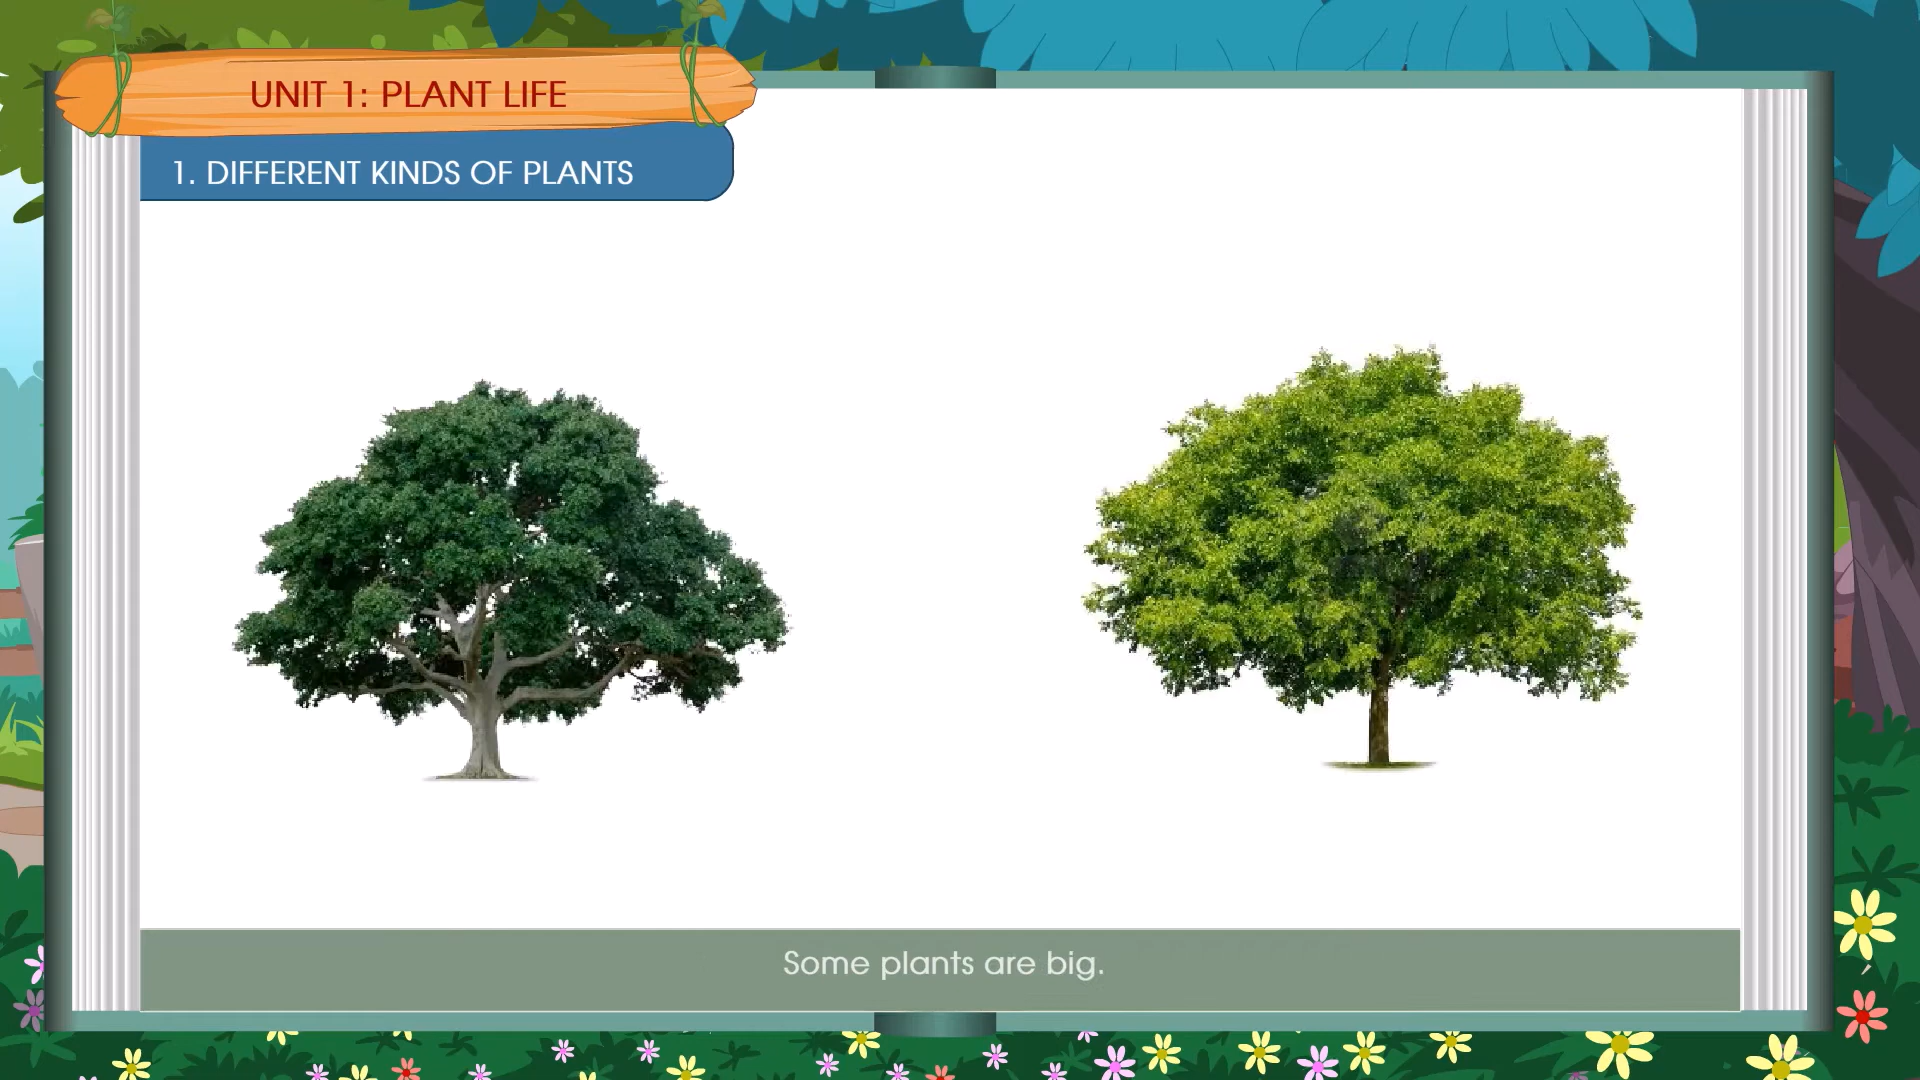 UNIT 1: PLANT LIFE
1. DIFFERENT KINDS OF PLANTS
Some plants are big.